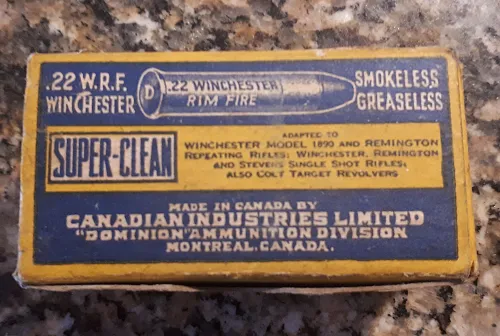 .22 W.R.F.
WINCHESTER
D
.22 WINCHESTER
RIM FIRE
SMOKELESS
GREASELESS
SUPER-CLEAN
ADAPTED TO
WINCHESTER MODEL 1890 AND REMINGTON
REPEATING RIFLES; WINCHESTER, REMINGTON
AND STEVENS SINGLE SHOT RIFLES,
ALSO COLT TARGET REVOLVERS
MADE IN CANADA BY
CANADIAN INDUSTRIES LIMITED
"DOMINION" AMMUNITION DIVISION
MONTREAL, CANADA.